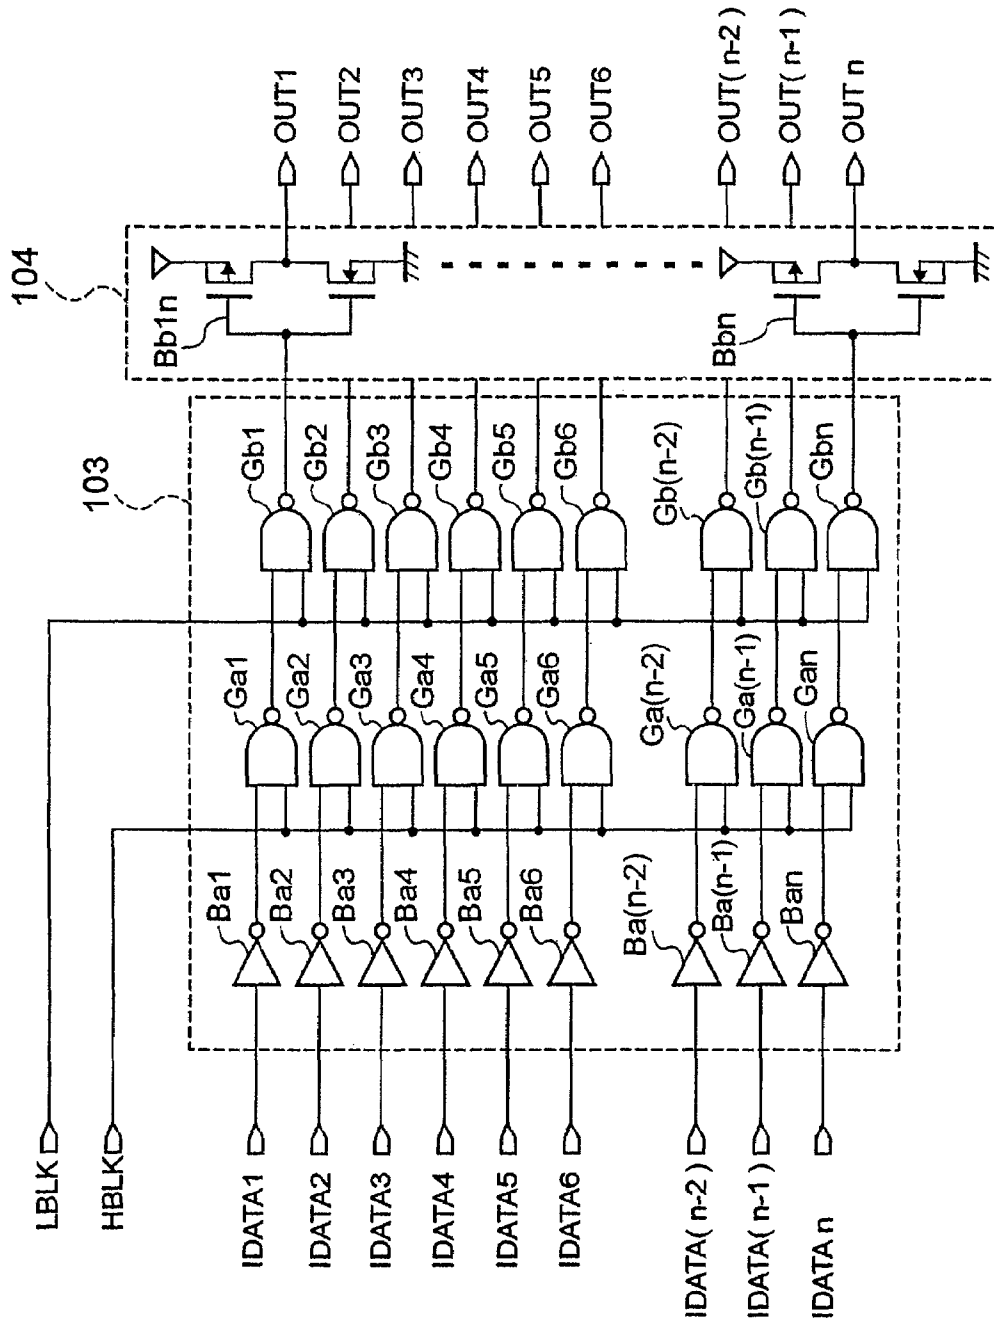 LBLK
HBLK
103
104
IDATA1
IDATA2
IDATA3
IDATA4
IDATA5
IDATA6
IDATA( n-2 )
IDATA( n-1 )
IDATA n
Ba1
Ba2
Ba3
Ba4
Ba5
Ba6
Ba(n-2)
Ba(n-1)
Ban
Ga1
Ga2
Ga3
Ga4
Ga5
Ga6
Ga(n-2)
Ga(n-1)
Gan
Gb1
Gb2
Gb3
Gb4
Gb5
Gb6
Gb(n-2)
Gb(n-1)
Gbn
Bb1n
Bbn
OUT1
OUT2
OUT3
OUT4
OUT5
OUT6
OUT( n-2 )
OUT( n-1 )
OUT n